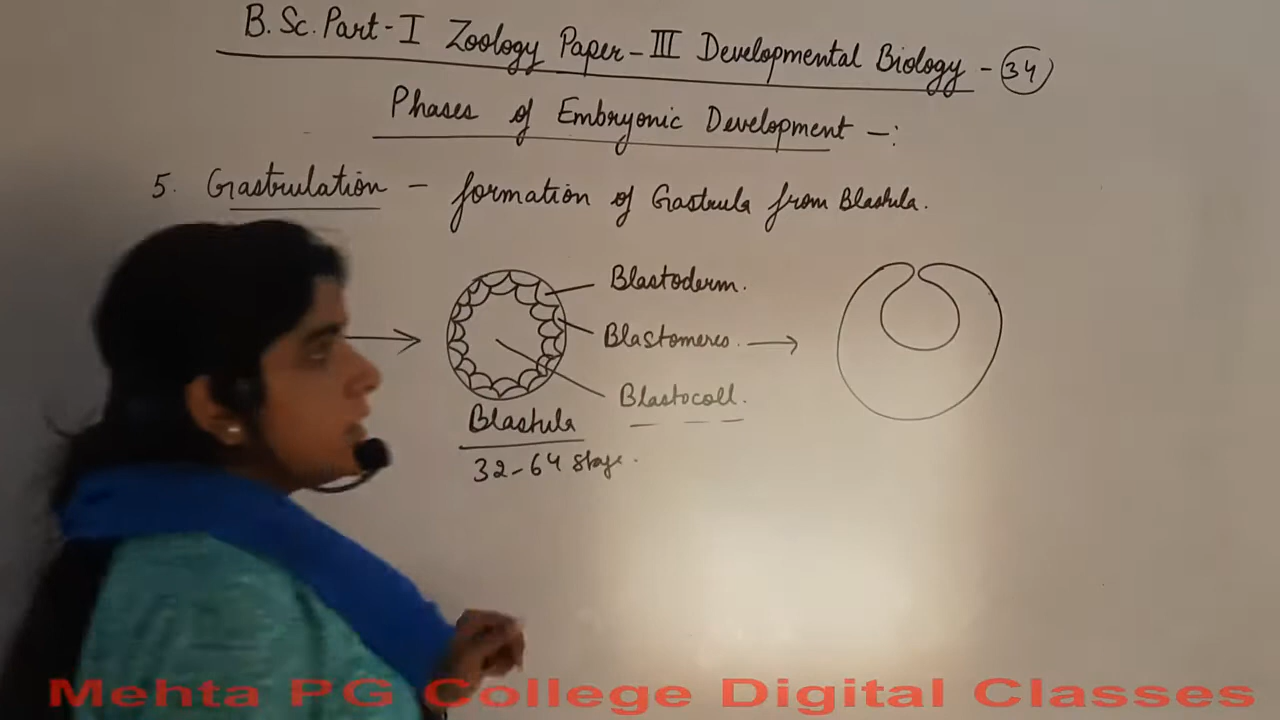 B.Sc. Part-I Zoology Paper-III Developmental Biology - 34
Phases of Embryonic Development -:
5. Gastrulation - formation of Gastrula from Blastula.
Blastoderm.
Blastomeres.
Blastocoll.
Blastula
32-64 stage.
Mehta PG College Digital Classes